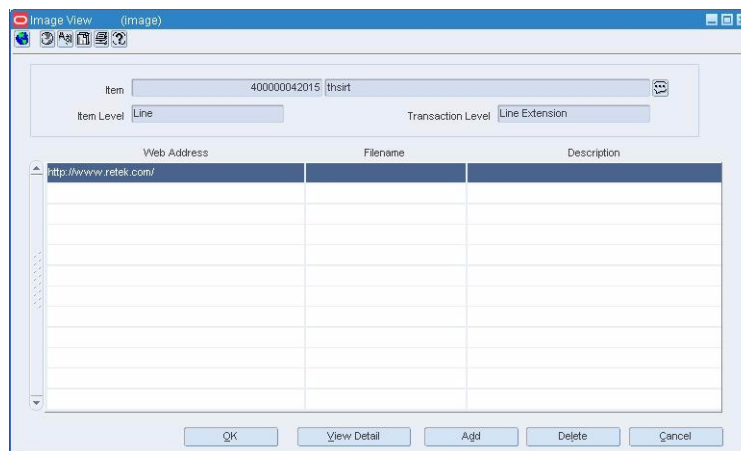 Image View (image)
Item 400000042015 thsirt
Item Level Line Transaction Level Line Extension
Web Address Filename Description
http://www.retek.com/
OK View Detail Add Delete Cancel